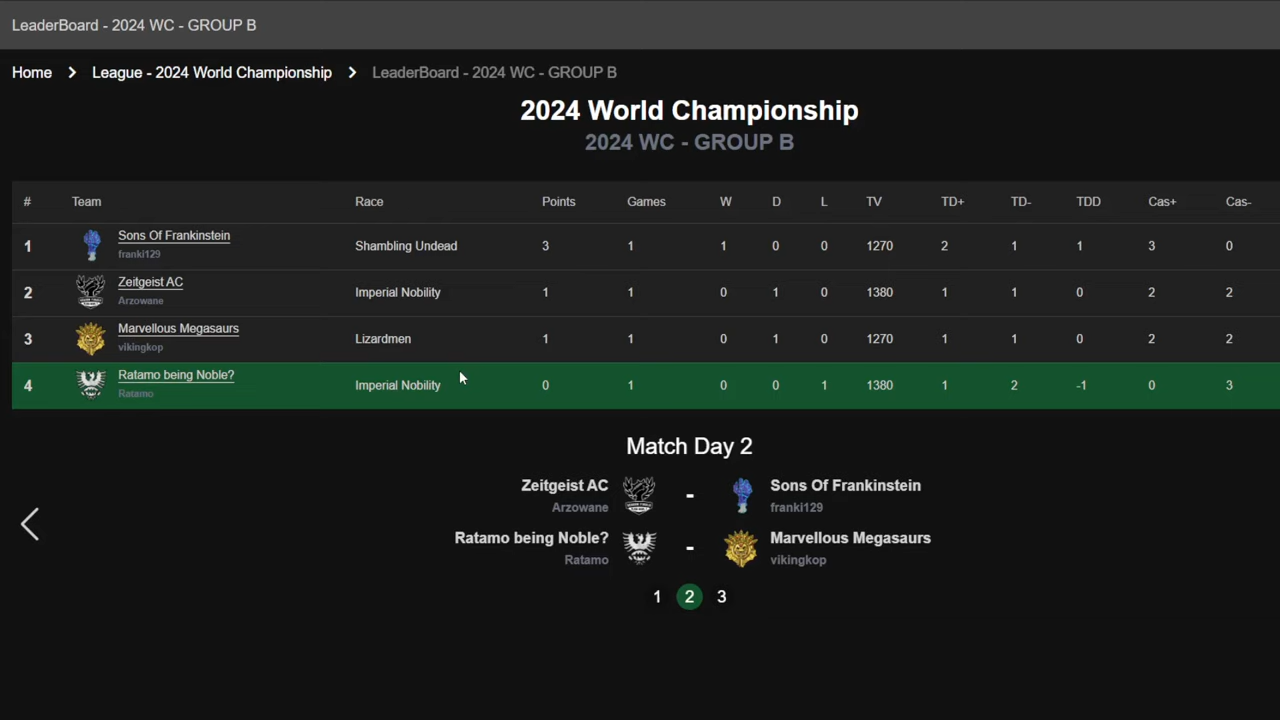 LeaderBoard - 2024 WC - GROUP B
Home > League - 2024 World Championship > LeaderBoard - 2024 WC - GROUP B
2024 World Championship
2024 WC - GROUP B
# Team Race Points Games W D L TV TD+ TD- TDD Cas+ Cas-
1 Sons Of Frankinstein Shambling Undead 3 1 1 0 0 1270 2 1 1 3 0
franki129
2 Zeitgeist AC Imperial Nobility 1 1 0 1 0 1380 1 1 0 2 2
Arzowane
3 Marvellous Megasaurs Lizardmen 1 1 0 1 0 1270 1 1 0 2 2
vikingkop
4 Ratamo being Noble? Imperial Nobility 0 1 0 0 1 1380 1 2 -1 0 3
Ratamo
Match Day 2
Zeitgeist AC - Sons Of Frankinstein
Arzowane franki129
Ratamo being Noble? - Marvellous Megasaurs
Ratamo vikingkop
1 2 3